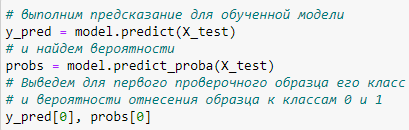 # выполним предсказание для обученной модели
y_pred = model.predict(X_test)
# и найдем вероятности
probs = model.predict_proba(X_test)
# Выведем для первого проверочного образца его класс
# и вероятности отнесения образца к классам 0 и 1
y_pred[0], probs[0]